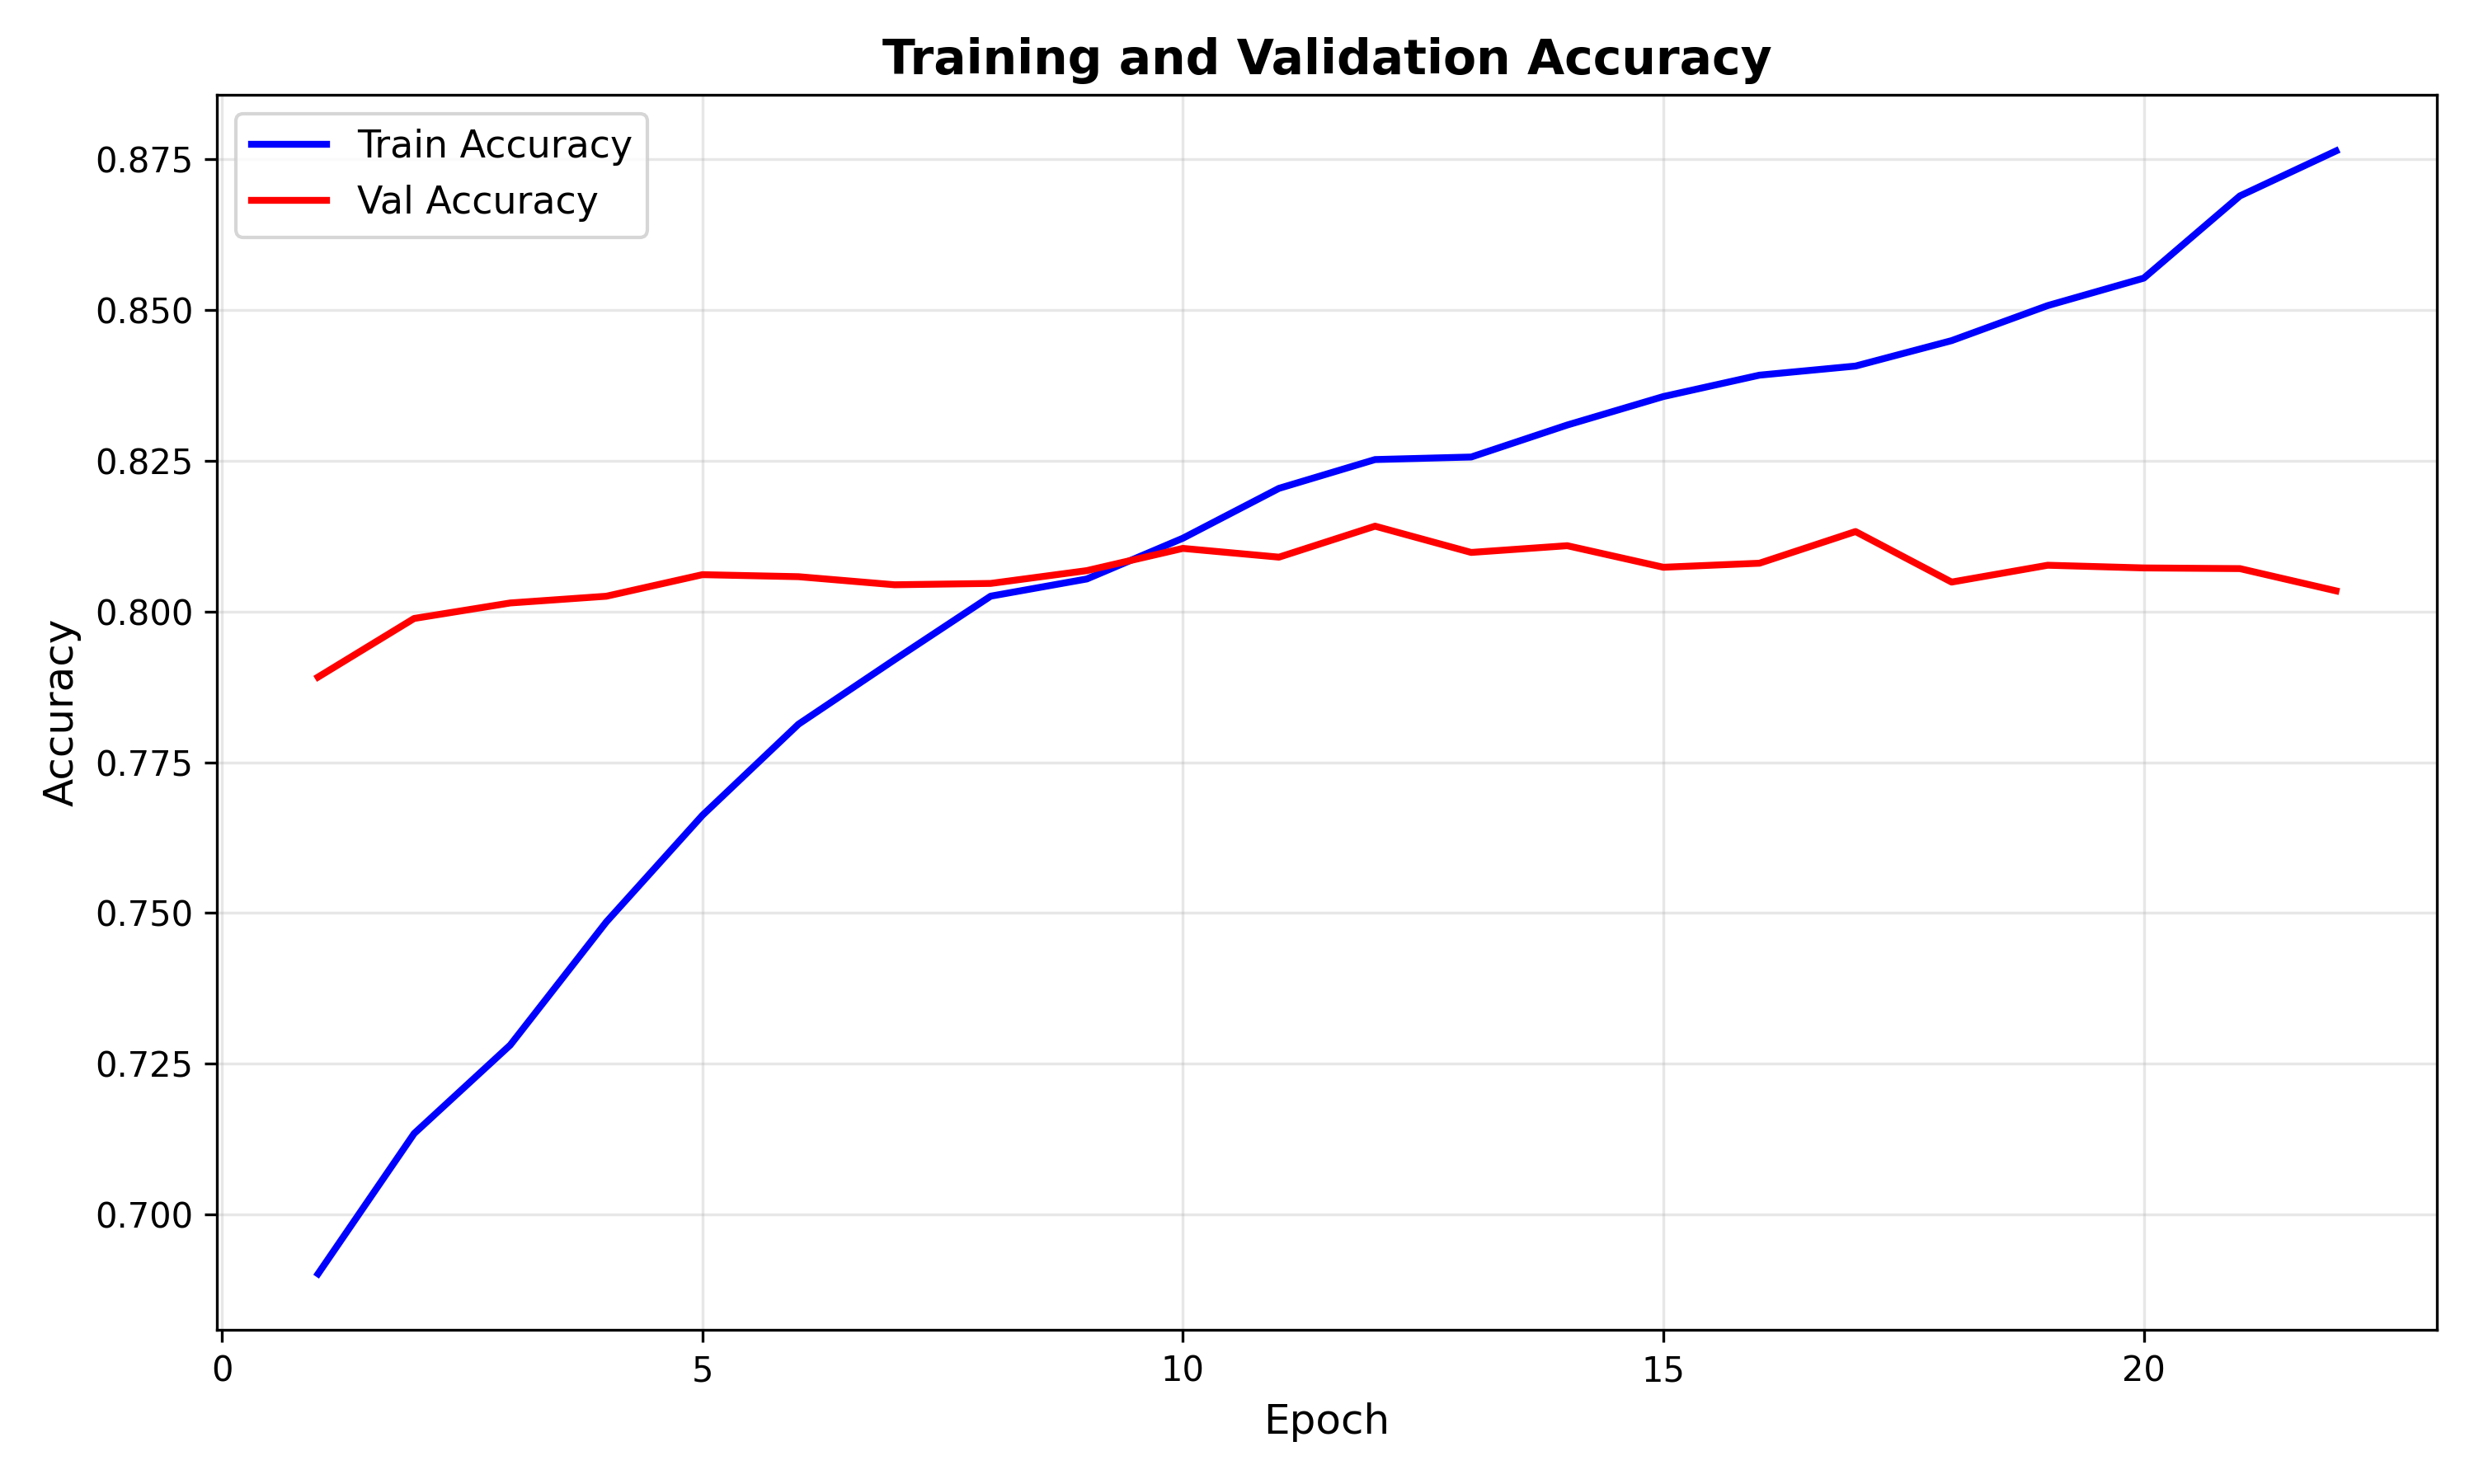 Training and Validation Accuracy
Train Accuracy
Val Accuracy
0.875
0.850
0.825
0.800
0.775
0.750
0.725
0.700
Accuracy
0 5 10 15 20
Epoch